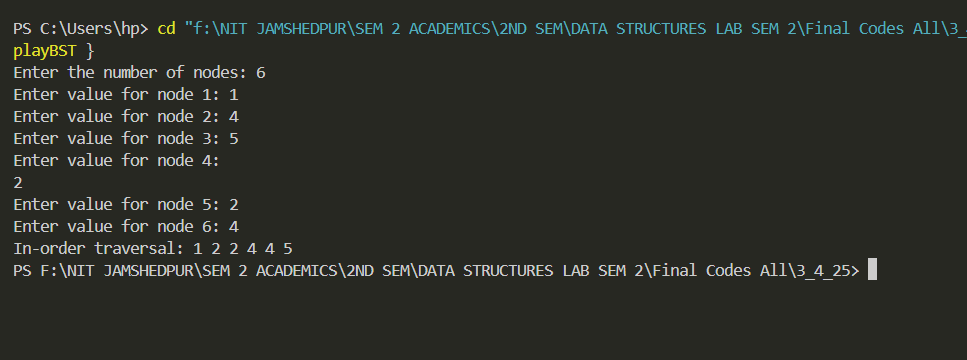 PS C:\Users\hp> cd "f:\NIT JAMSHEDPUR\SEM 2 ACADEMICS\2ND SEM\DATA STRUCTURES LAB SEM 2\Final Codes All\3_
playBST }
Enter the number of nodes: 6
Enter value for node 1: 1
Enter value for node 2: 4
Enter value for node 3: 5
Enter value for node 4:
2
Enter value for node 5: 2
Enter value for node 6: 4
In-order traversal: 1 2 2 4 4 5
PS F:\NIT JAMSHEDPUR\SEM 2 ACADEMICS\2ND SEM\DATA STRUCTURES LAB SEM 2\Final Codes All\3_4_25>